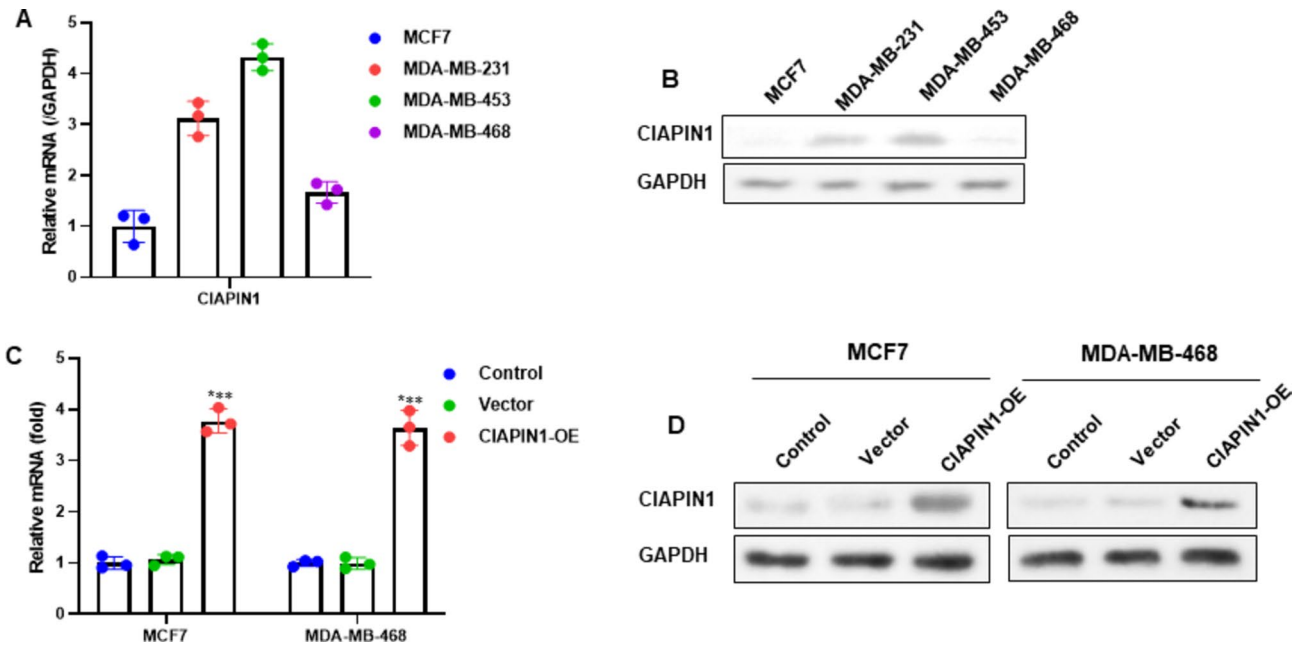 A
Relative mRNA (/GAPDH)
5
4
3
2
1
0
CIAPIN1
MCF7
MDA-MB-231
MDA-MB-453
MDA-MB-468
B
MCF7
MDA-MB-231
MDA-MB-453
MDA-MB-468
CIAPIN1
GAPDH
C
Relative mRNA (fold)
5
4
3
2
1
0
***
***
MCF7
MDA-MB-468
Control
Vector
CIAPIN1-OE
D
MCF7
MDA-MB-468
Control
Vector
CIAPIN1-OE
Control
Vector
CIAPIN1-OE
CIAPIN1
GAPDH